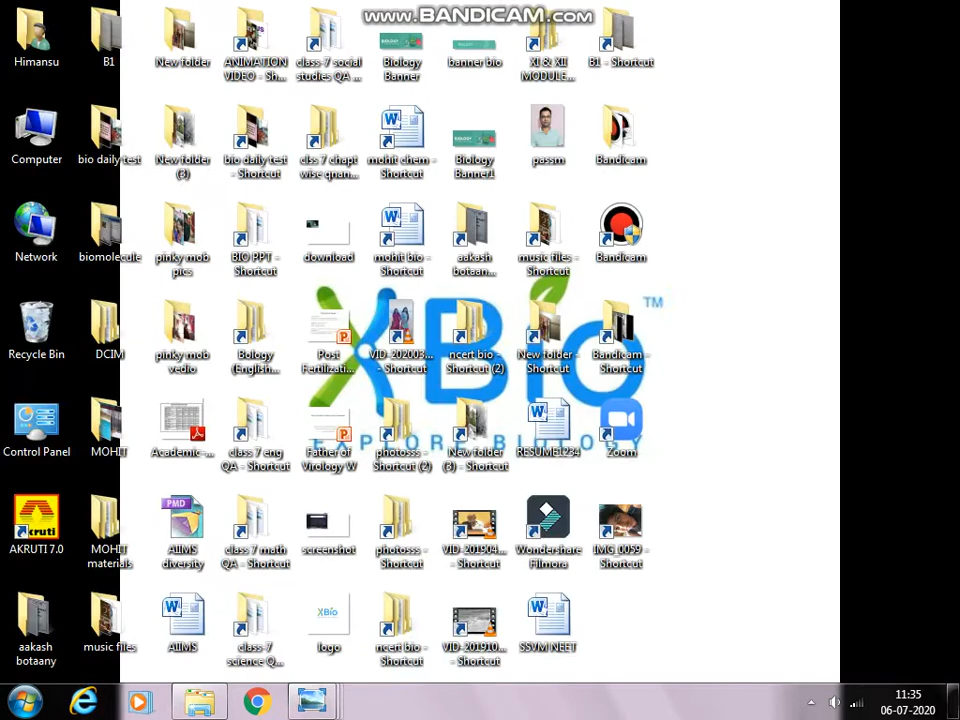 www.BANDICAM.com
Himansu
B1
New folder
ANIMATION VIDEO - Sh...
class-7 social studies QA ...
Biology Banner
banner bio
XI & XII MODULE...
B1 - Shortcut
Computer
bio daily test
New folder (3)
bio daily test - Shortcut
clss 7 chapt wise qnan...
mohit chem - Shortcut
Biology Banner1
passm
Bandicam
Network
biomolecule
pinky mob pics
BIO PPT - Shortcut
download
mohit bio - Shortcut
aakash botaan...
music files - Shortcut
Bandicam
Recycle Bin
DCIM
pinky mob vedio
Bology (English...
Post Fertilizati...
VID-202003... - Shortcut
ncert bio - Shortcut (2)
New folder - Shortcut
Bandicam - Shortcut
XBio TM
EXPLORE BIOLOGY
Control Panel
MOHIT
Academic-...
class 7 eng QA - Shortcut
Father of Virology W
photosss - Shortcut (2)
New folder (3) - Shortcut
RESUME1234
Zoom
AKRUTI 7.0
MOHIT materials
PMD
AIIMS diversity
class 7 math QA - Shortcut
screenshot
photosss - Shortcut
VID-201904... - Shortcut
Wondershare Filmora
IMG_0059 - Shortcut
aakash botaany
music files
AIIMS
class-7 science Q...
XBio
logo
ncert bio - Shortcut
VID-201910... - Shortcut
SSVM NEET
11:35
06-07-2020